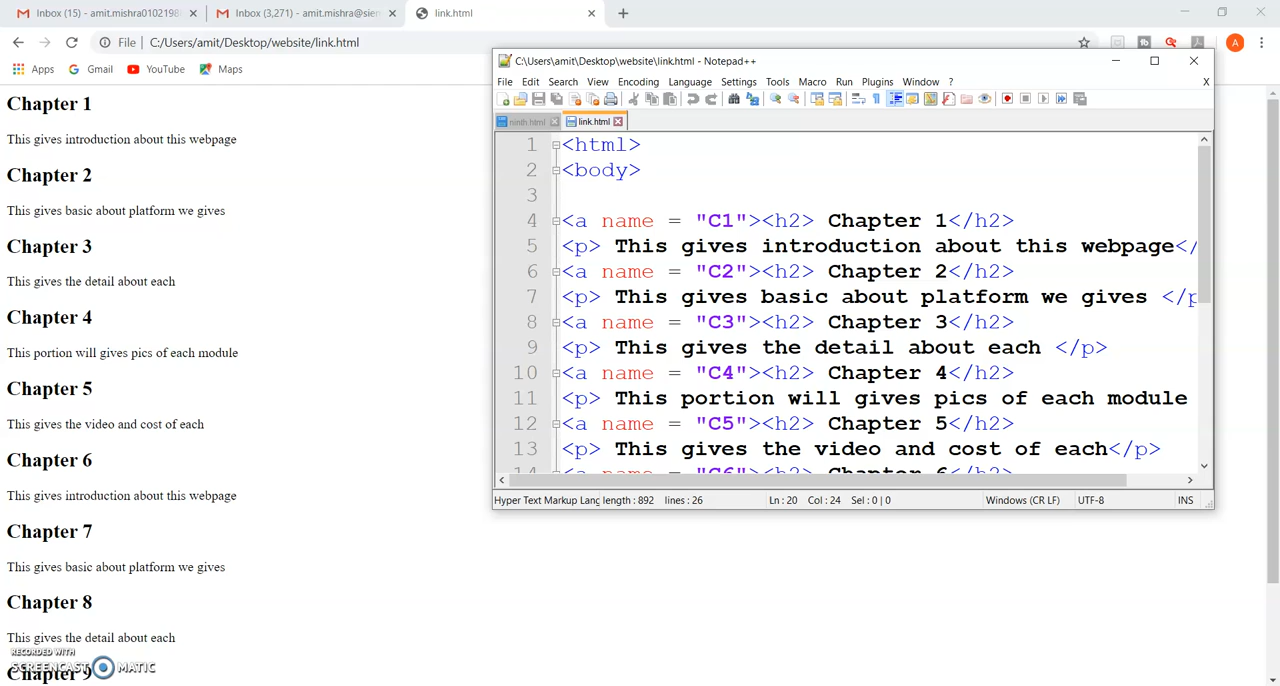 Inbox (15) - amit.mishra0102198
Inbox (3,271) - amit.mishra@sie
link.html
File C:/Users/amit/Desktop/website/link.html
A
Apps Gmail YouTube Maps
Chapter 1
This gives introduction about this webpage
Chapter 2
This gives basic about platform we gives
Chapter 3
This gives the detail about each
Chapter 4
This portion will gives pics of each module
Chapter 5
This gives the video and cost of each
Chapter 6
This gives introduction about this webpage
Chapter 7
This gives basic about platform we gives
Chapter 8
This gives the detail about each
Chapter 9
RECORDED WITH
SCREENCAST MATIC
C:\Users\amit\Desktop\website\link.html - Notepad++
File Edit Search View Encoding Language Settings Tools Macro Run Plugins Window ? X
ninth.html link.html
1 <html>
2 <body>
3
4 <a name = "C1"><h2> Chapter 1</h2>
5 <p> This gives introduction about this webpage</
6 <a name = "C2"><h2> Chapter 2</h2>
7 <p> This gives basic about platform we gives </p
8 <a name = "C3"><h2> Chapter 3</h2>
9 <p> This gives the detail about each </p>
10 <a name = "C4"><h2> Chapter 4</h2>
11 <p> This portion will gives pics of each module
12 <a name = "C5"><h2> Chapter 5</h2>
13 <p> This gives the video and cost of each</p>
14 <a name = "C6"><h2> Chapter 6</h2>
Hyper Text Markup Lang length : 892 lines : 26 Ln : 20 Col : 24 Sel : 0 | 0 Windows (CR LF) UTF-8 INS